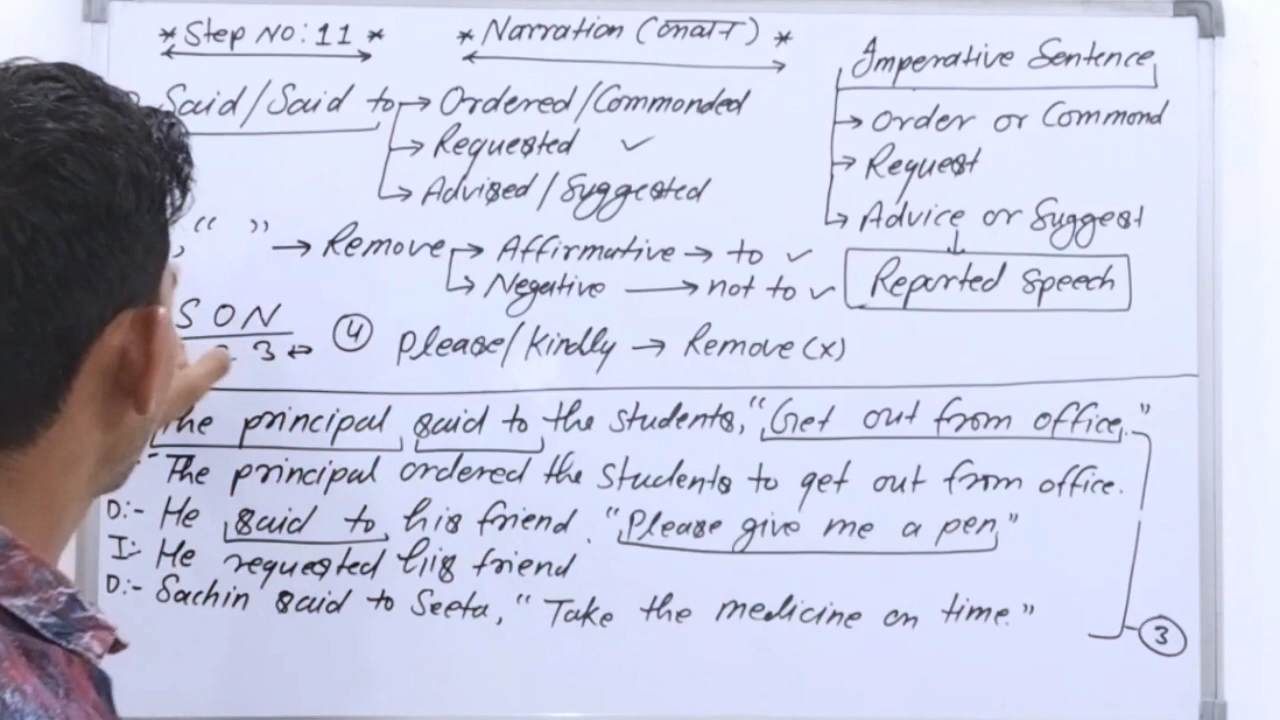 *Step No:11*
*Narration (नैरेशन)*
Imperative Sentence
→ Order or Commond
→ Request
→ Advice or Suggest
↓
Reported Speech
Said/Said to → Ordered/Commonded
→ Requested ✓
→ Advised/Suggested
," " → Remove → Affirmative → to ✓
→ Negative → not to ✓
SON
3 ↔
④ please/kindly → Remove (x)
The principal said to the students, "Get out from office."
The principal ordered the students to get out from office.
D:- He said to his friend. "Please give me a pen"
I:- He requested his friend
D:- Sachin said to Seeta, "Take the medicine on time."
③